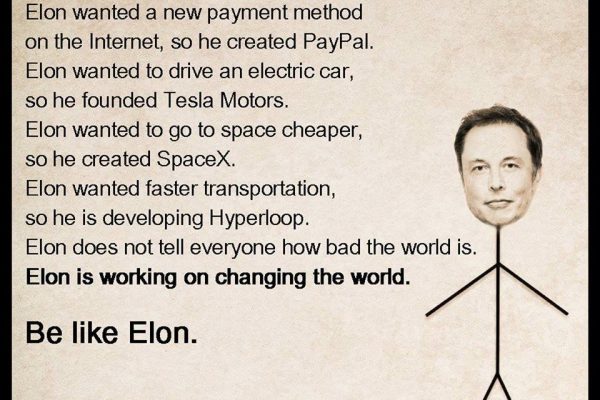 Elon wanted a new payment method
on the Internet, so he created PayPal.
Elon wanted to drive an electric car,
so he founded Tesla Motors.
Elon wanted to go to space cheaper,
so he created SpaceX.
Elon wanted faster transportation,
so he is developing Hyperloop.
Elon does not tell everyone how bad the world is.
Elon is working on changing the world.
Be like Elon.